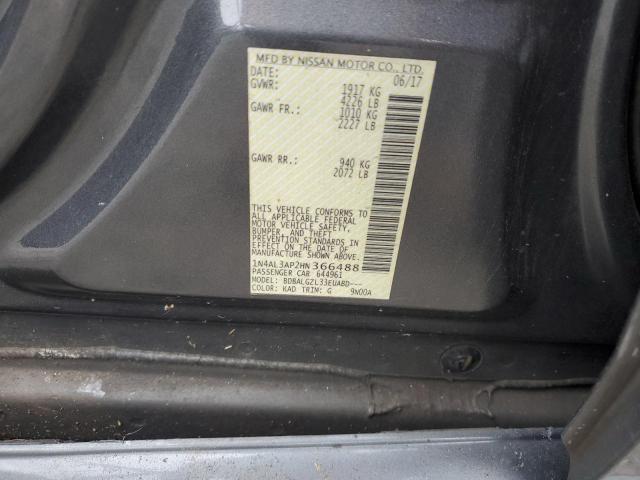 MFD BY NISSAN MOTOR CO., LTD.
DATE: 06/17
GVWR: 1917 KG
4226 LB
GAWR FR.: 1010 KG
2227 LB
GAWR RR.: 940 KG
2072 LB
THIS VEHICLE CONFORMS TO
ALL APPLICABLE FEDERAL
MOTOR VEHICLE SAFETY,
BUMPER, AND THEFT
PREVENTION STANDARDS IN
EFFECT ON THE DATE OF
MANUFACTURE SHOWN ABOVE.
1N4AL3AP2HN366488
PASSENGER CAR 644961
MODEL: BDBALGZL33EUABD---
COLOR: KAD TRIM: G 9N00A